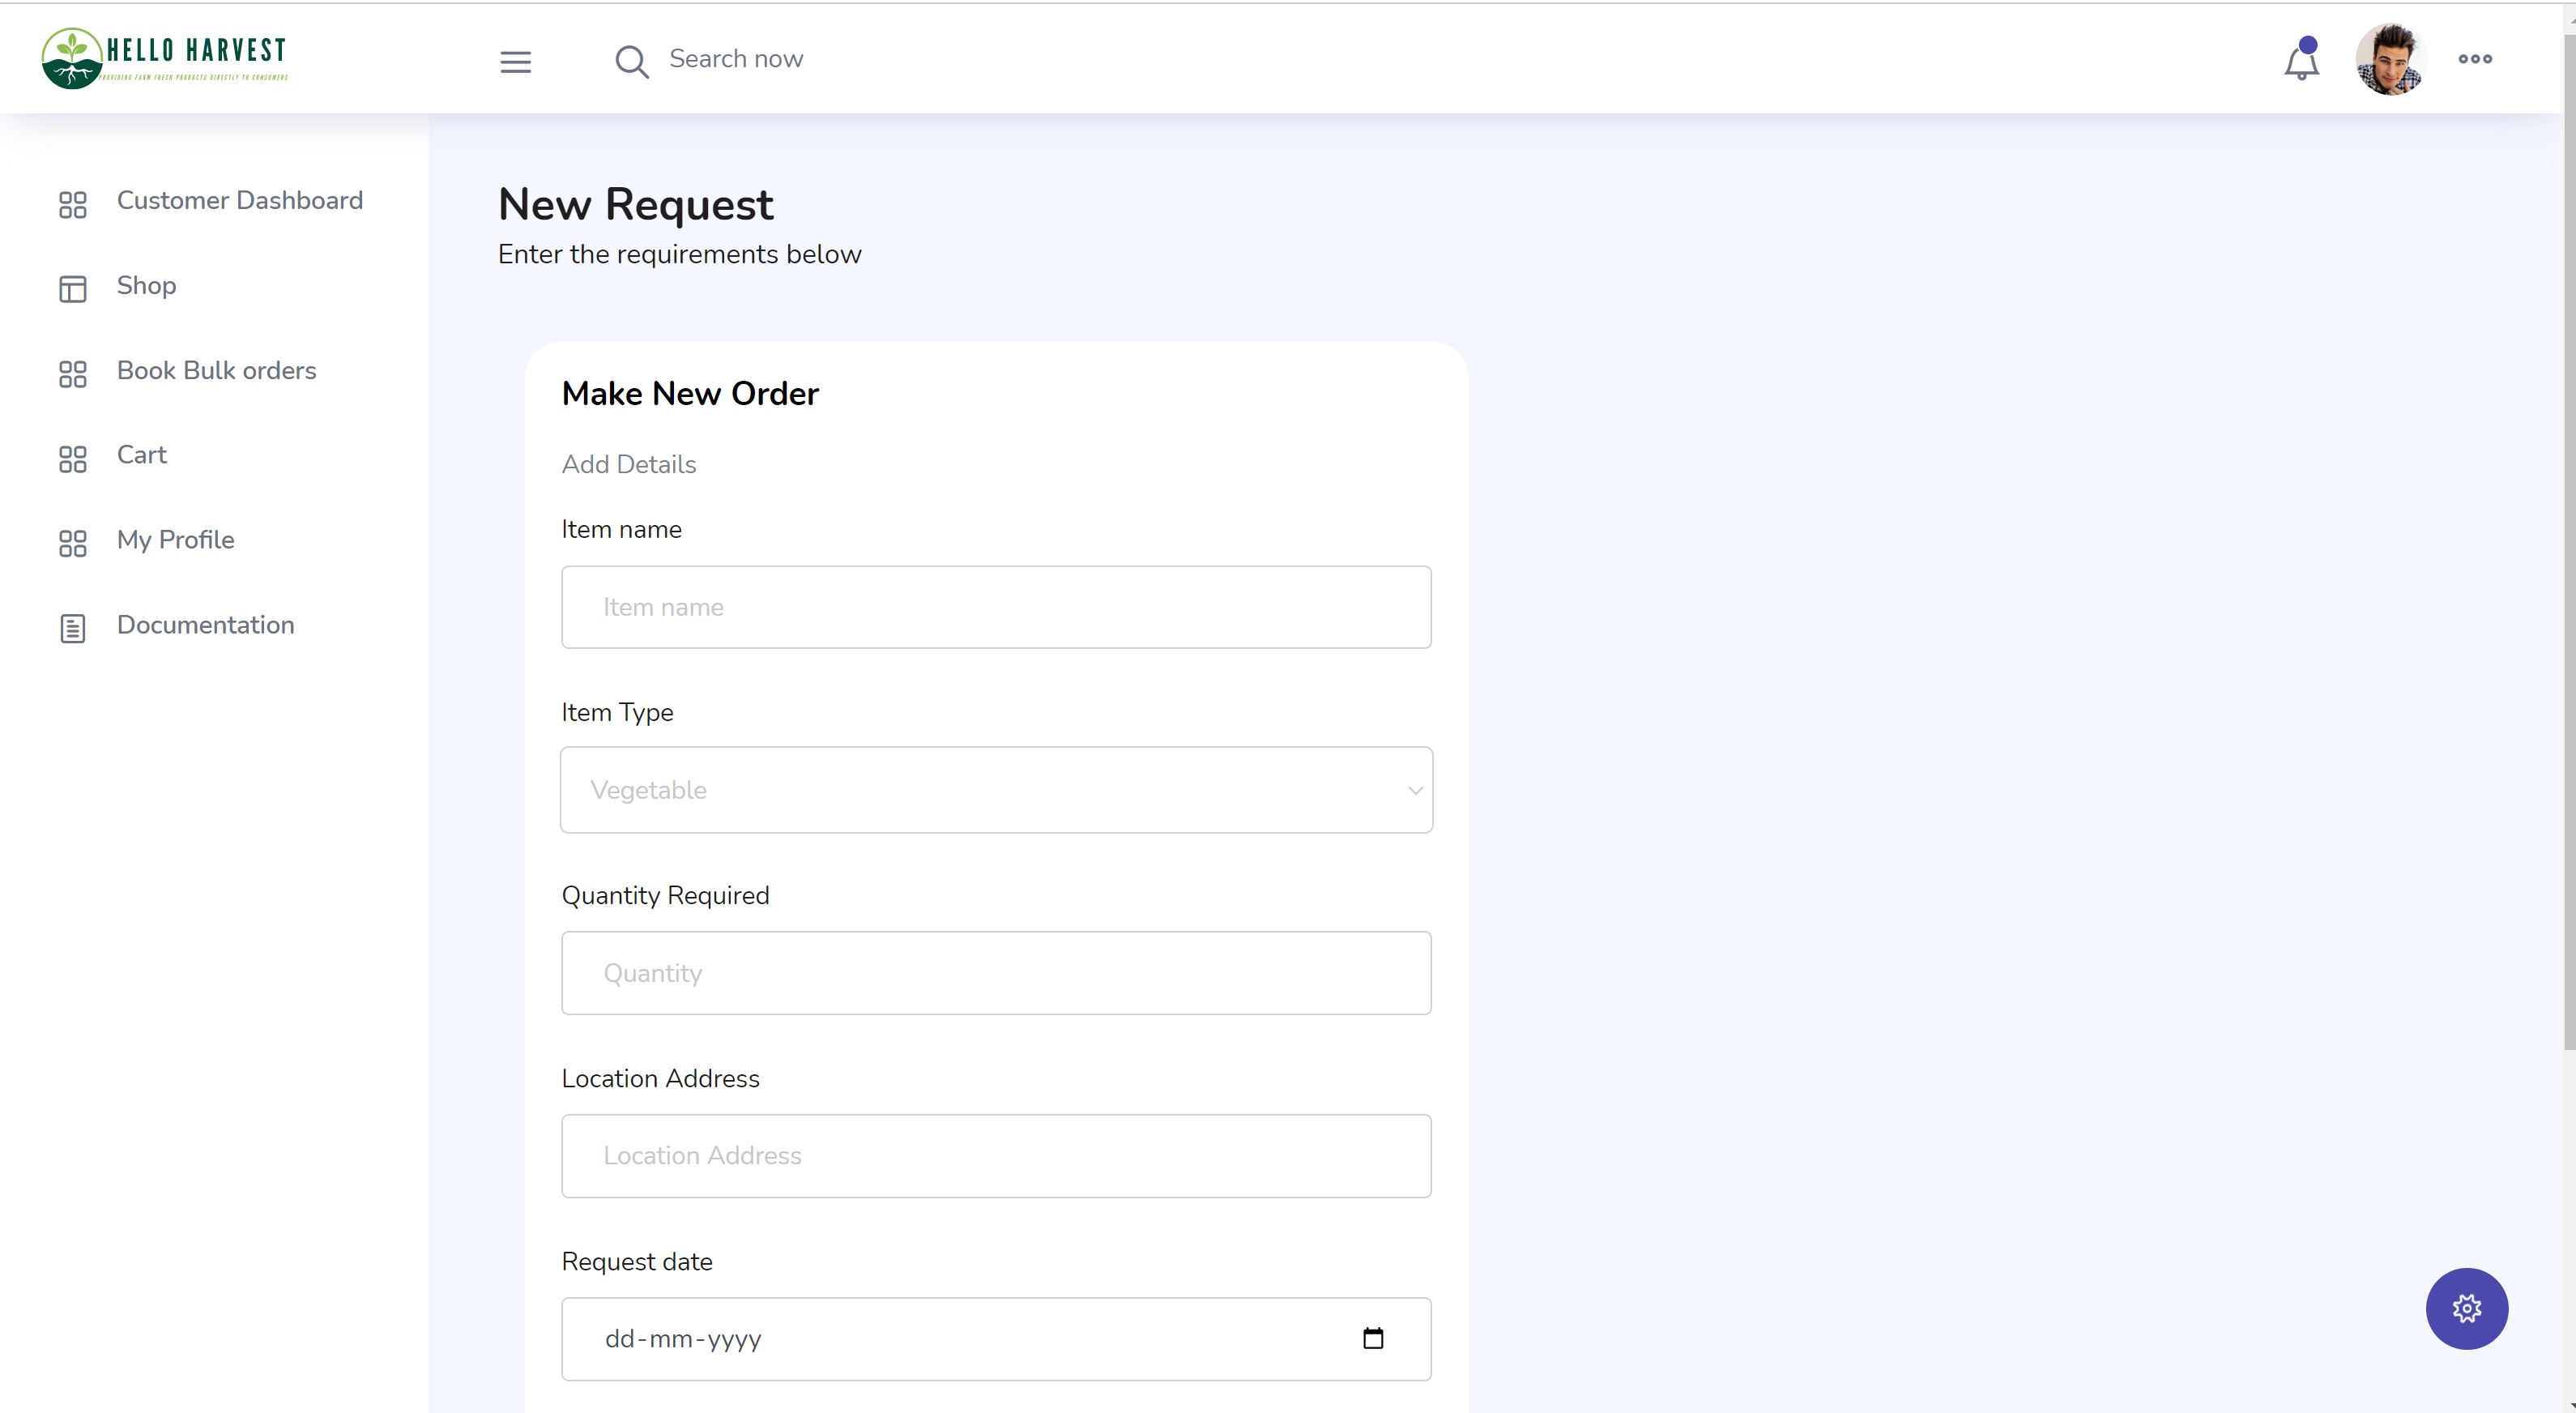 HELLO HARVEST
PROVIDING FARM FRESH PRODUCTS DIRECTLY TO CONSUMERS
Search now
Customer Dashboard
Shop
Book Bulk orders
Cart
My Profile
Documentation
New Request
Enter the requirements below
Make New Order
Add Details
Item name
Item name
Item Type
Vegetable
Quantity Required
Quantity
Location Address
Location Address
Request date
dd-mm-yyyy